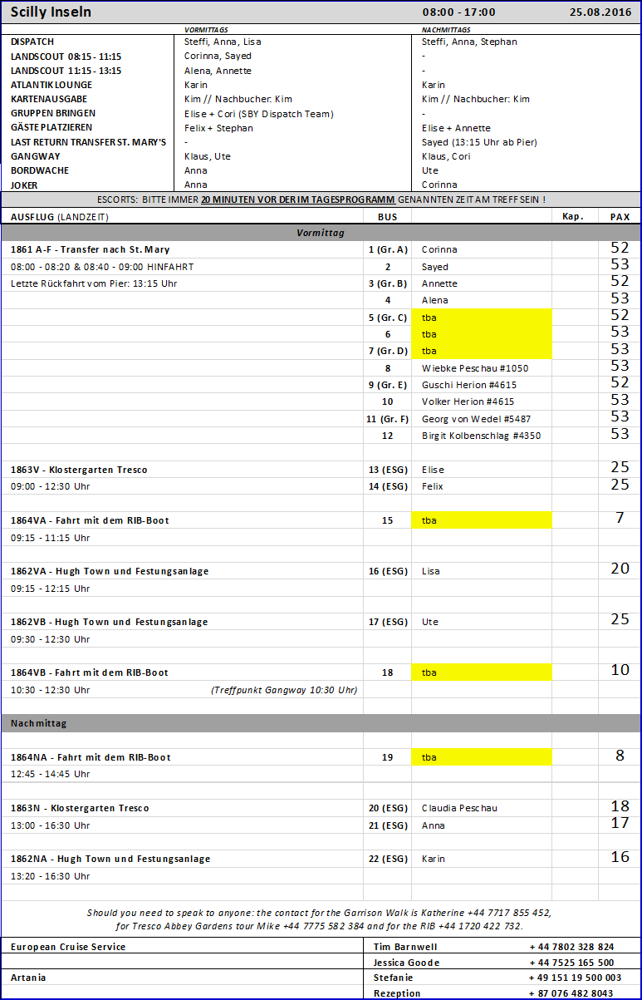 Scilly Inseln 08:00 - 17:00 25.08.2016
VORMITTAGS NACHMITTAGS
DISPATCH Steffi, Anna, Lisa Steffi, Anna, Stephan
LANDSCOUT 08:15 - 11:15 Corinna, Sayed -
LANDSCOUT 11:15 - 13:15 Alena, Annette -
ATLANTIK LOUNGE Karin Karin
KARTENAUSGABE Kim // Nachbucher: Kim Kim // Nachbucher: Kim
GRUPPEN BRINGEN Elise + Cori (SBY Dispatch Team) -
GÄSTE PLATZIEREN Felix + Stephan Elise + Annette
LAST RETURN TRANSFER ST. MARY'S - Sayed (13:15 Uhr ab Pier)
GANGWAY Klaus, Ute Klaus, Cori
BORDWACHE Anna Ute
JOKER Anna Corinna
ESCORTS: BITTE IMMER 20 MINUTEN VOR DER IM TAGESPROGRAMM GENANNTEN ZEIT AM TREFF SEIN !
AUSFLUG (LANDZEIT) BUS Kap. PAX
Vormittag
1861 A-F - Transfer nach St. Mary 1 (Gr. A) Corinna 52
08:00 - 08:20 & 08:40 - 09:00 HINFAHRT 2 Sayed 53
Letzte Rückfahrt vom Pier: 13:15 Uhr 3 (Gr. B) Annette 52
4 Alena 53
5 (Gr. C) tba 52
6 tba 53
7 (Gr. D) tba 53
8 Wiebke Peschau #1050 53
9 (Gr. E) Guschi Herion #4615 52
10 Volker Herion #4615 53
11 (Gr. F) Georg von Wedel #5487 53
12 Birgit Kolbenschlag #4350 53
1863V - Klostergarten Tresco 13 (ESG) Elise 25
09:00 - 12:30 Uhr 14 (ESG) Felix 25
1864VA - Fahrt mit dem RIB-Boot 15 tba 7
09:15 - 11:15 Uhr
1862VA - Hugh Town und Festungsanlage 16 (ESG) Lisa 20
09:15 - 12:15 Uhr
1862VB - Hugh Town und Festungsanlage 17 (ESG) Ute 25
09:30 - 12:30 Uhr
1864VB - Fahrt mit dem RIB-Boot 18 tba 10
10:30 - 12:30 Uhr (Treffpunkt Gangway 10:30 Uhr)
Nachmittag
1864NA - Fahrt mit dem RIB-Boot 19 tba 8
12:45 - 14:45 Uhr
1863N - Klostergarten Tresco 20 (ESG) Claudia Peschau 18
13:00 - 16:30 Uhr 21 (ESG) Anna 17
1862NA - Hugh Town und Festungsanlage 22 (ESG) Karin 16
13:20 - 16:30 Uhr
Should you need to speak to anyone: the contact for the Garrison Walk is Katherine +44 7717 855 452,
for Tresco Abbey Gardens tour Mike +44 7775 582 384 and for the RIB +44 1720 422 732.
European Cruise Service Tim Barnwell + 44 7802 328 824
Jessica Goode + 44 7525 165 500
Artania Stefanie + 49 151 19 500 003
Rezeption + 87 076 482 8043